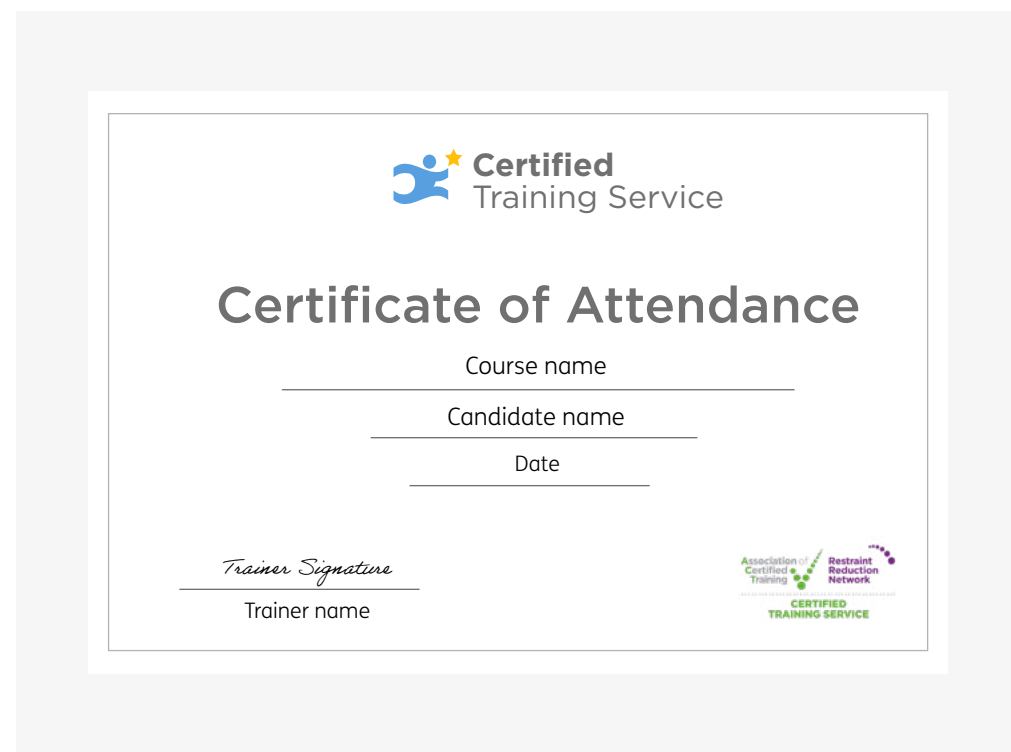 Certified
Training Service
Certificate of Attendance
Course name
Candidate name
Date
Trainer Signature
Trainer name
Association of
Certified
Training
Restraint
Reduction
Network
CERTIFIED
TRAINING SERVICE